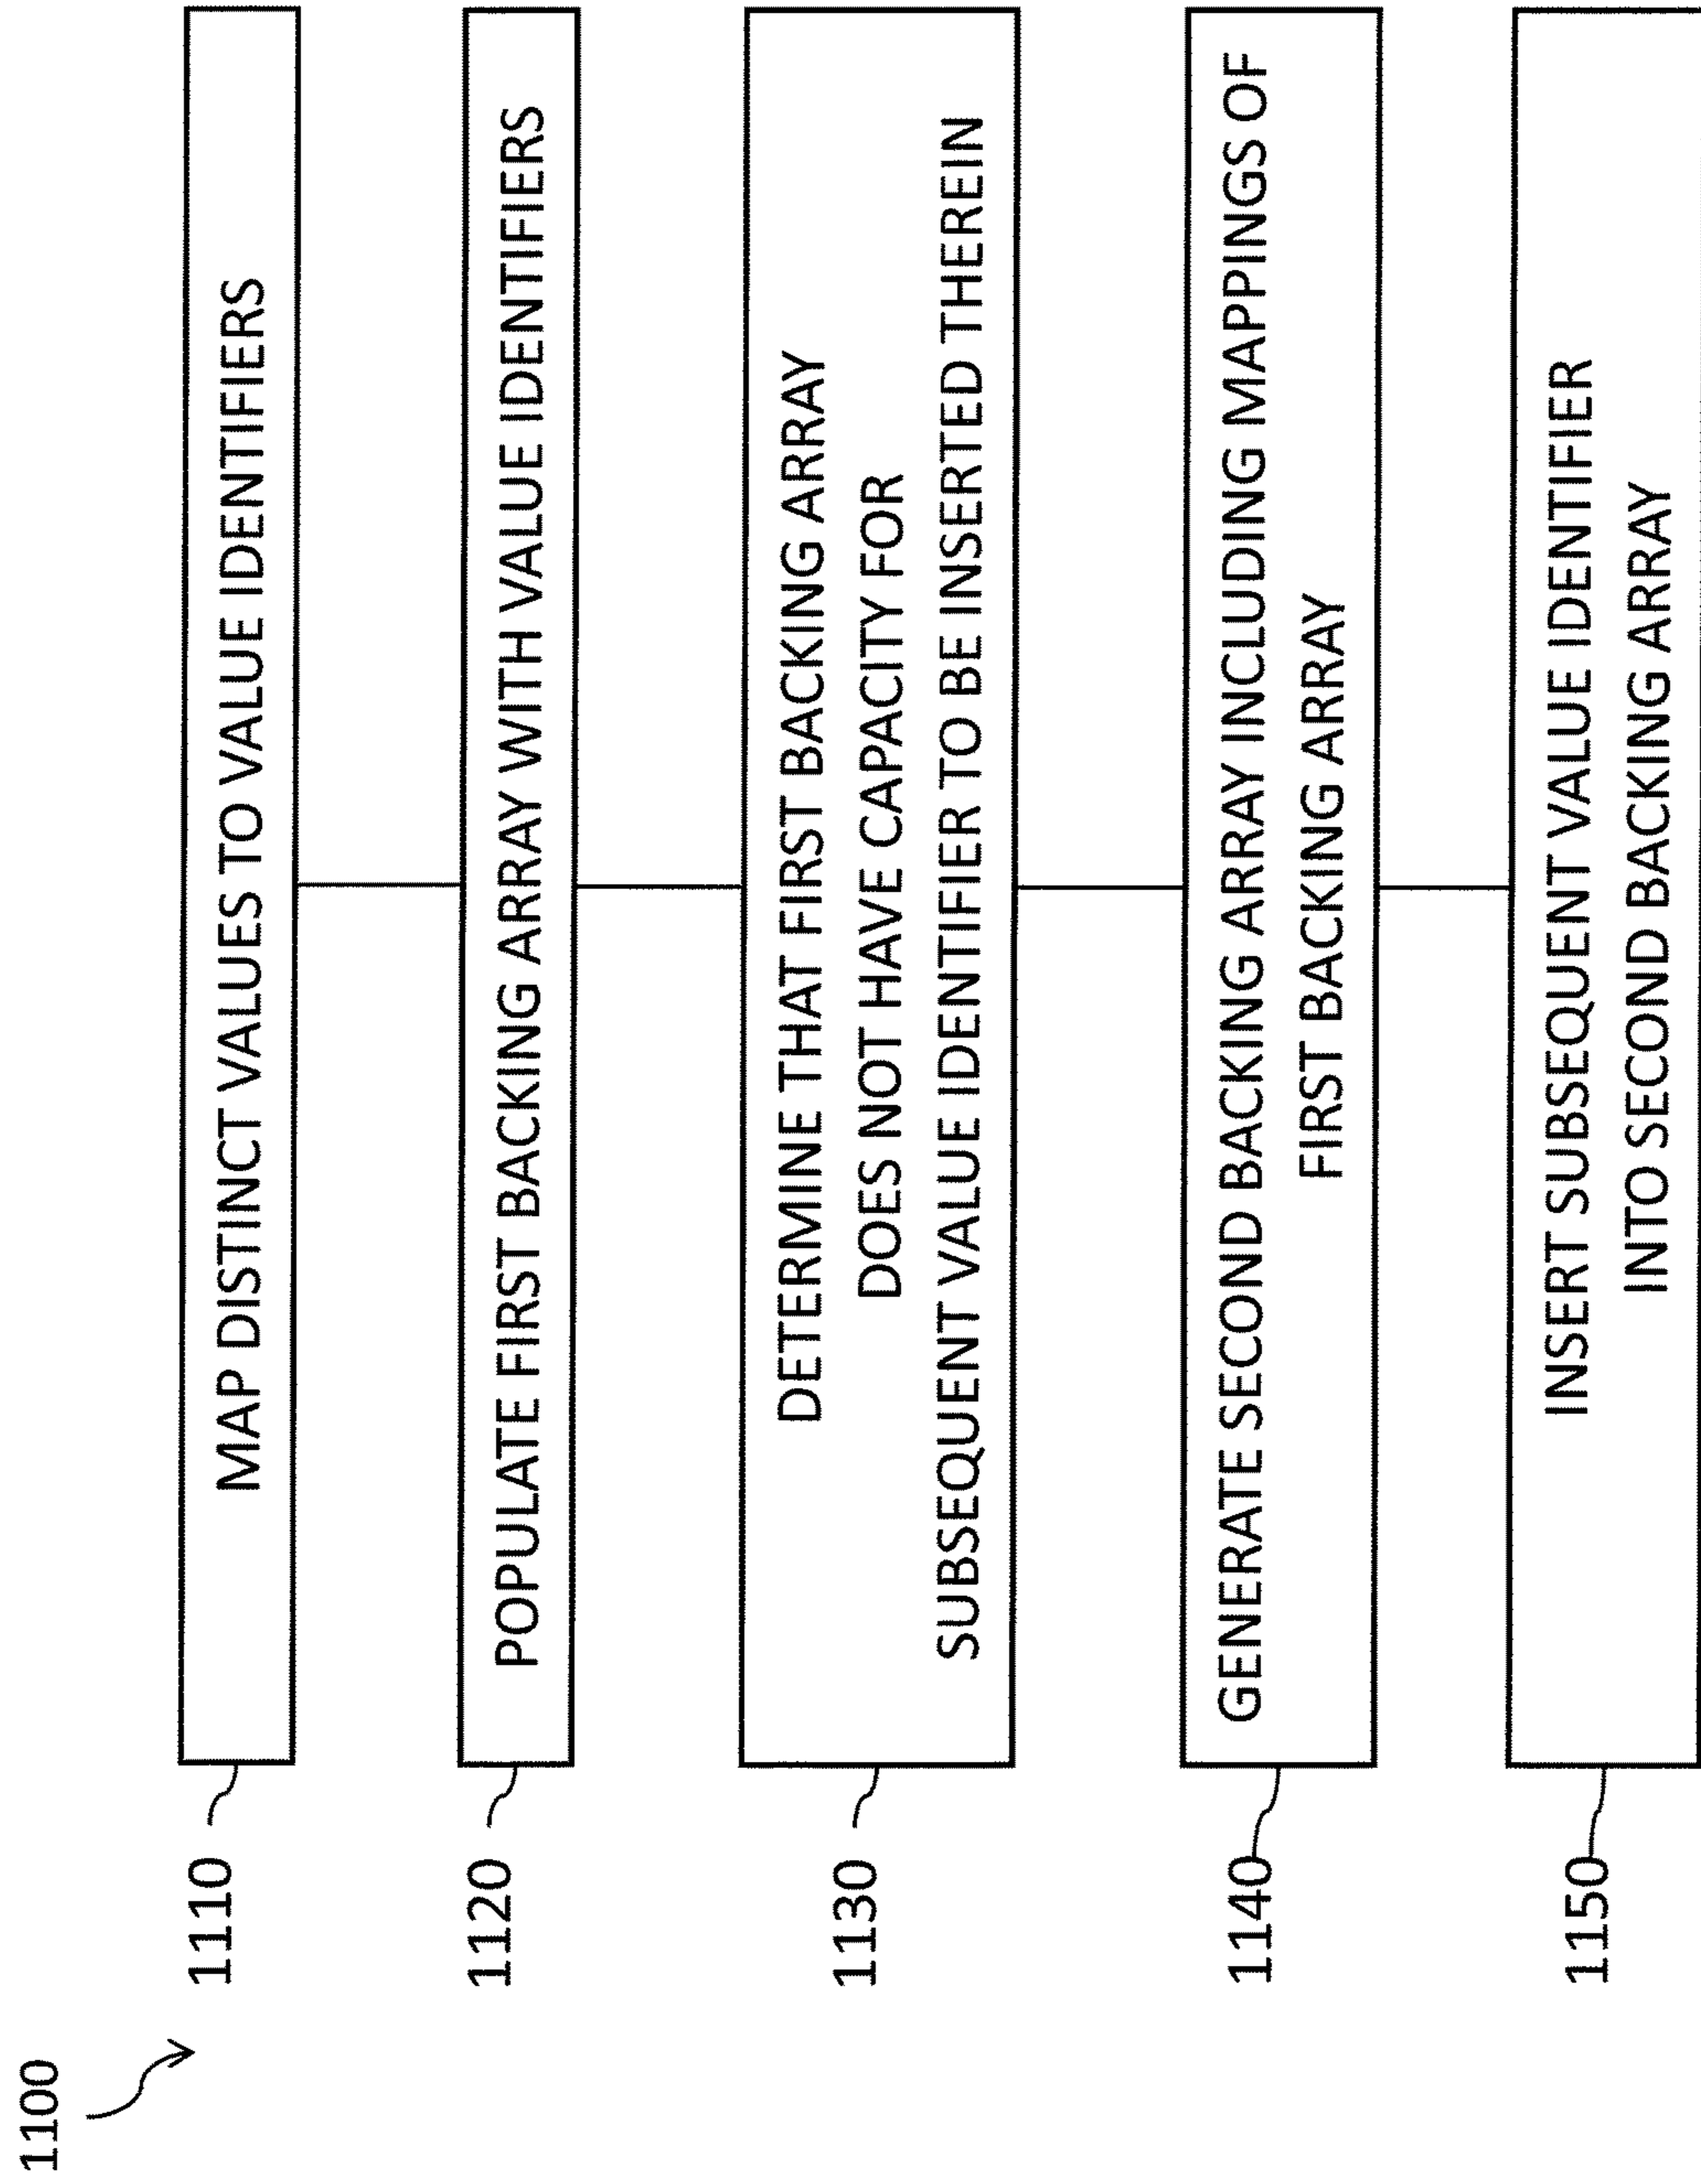 1100
1110
MAP DISTINCT VALUES TO VALUE IDENTIFIERS
1120
POPULATE FIRST BACKING ARRAY WITH VALUE IDENTIFIERS
1130
DETERMINE THAT FIRST BACKING ARRAY
DOES NOT HAVE CAPACITY FOR
SUBSEQUENT VALUE IDENTIFIER TO BE INSERTED THEREIN
1140
GENERATE SECOND BACKING ARRAY INCLUDING MAPPINGS OF
FIRST BACKING ARRAY
1150
INSERT SUBSEQUENT VALUE IDENTIFIER
INTO SECOND BACKING ARRAY